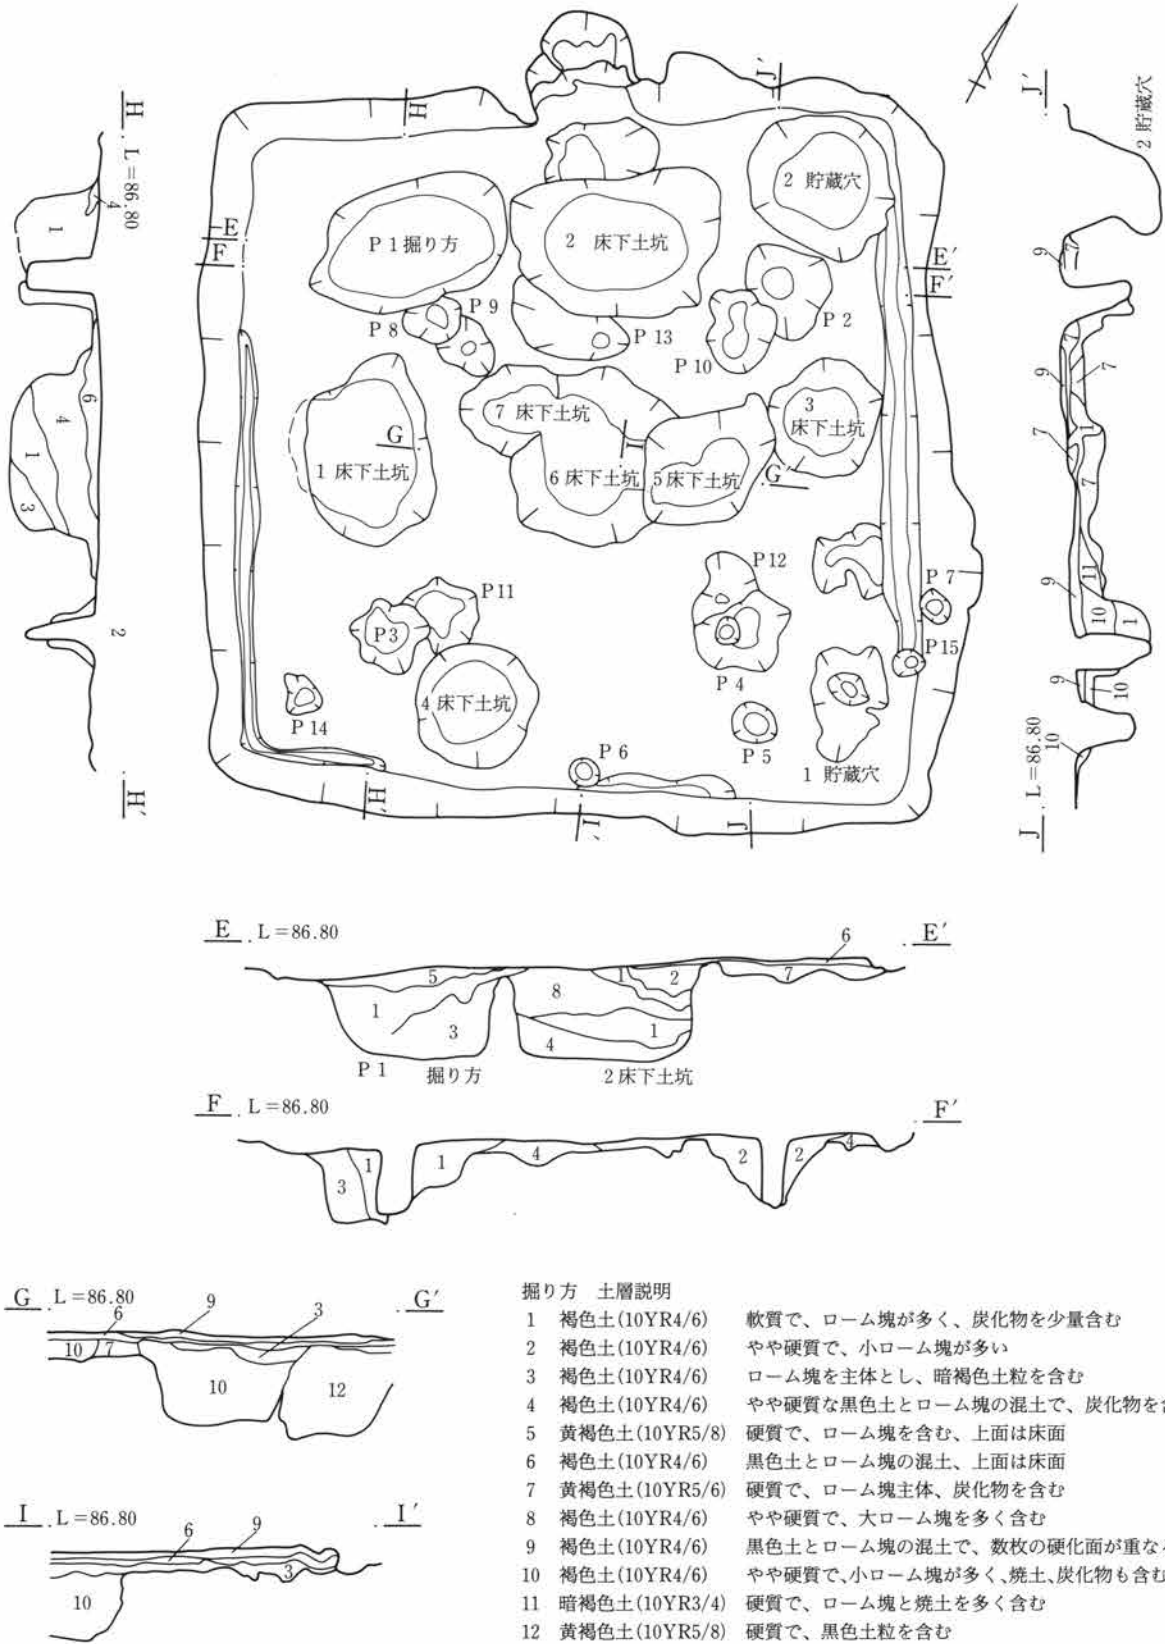 H
H . L=86.80
4
1
6
4
1
3
2
H′
J′
J′
2 貯蔵穴
2 貯蔵穴
E
F
P 1 掘り方
2 床下土坑
E′
F′
P 9
P 8
P 13
P 2
P 10
7 床下土坑
3
床下土坑
G
I
1 床下土坑
6 床下土坑
5 床下土坑
G′
P12
P 7
P11
P3
P15
P 4
4 床下土坑
P 14
P 5
P 6
1 貯蔵穴
H′
I′
J
9
7
1
9
7
1
7
7
11
9
10
1
9
10
10
J . L=86.80
E . L=86.80
E′
6
5
1
2
7
8
1
3
4
1
P 1 掘り方
2床下土坑
F . L=86.80
F′
1
3
1
4
2
2
4
G . L=86.80
G′
6
9
3
10
7
10
12
I . L=86.80
I′
6
9
3
10
掘り方 土層説明
1 褐色土(10YR4/6) 軟質で、ローム塊が多く、炭化物を少量含む
2 褐色土(10YR4/6) やや硬質で、小ローム塊が多い
3 褐色土(10YR4/6) ローム塊を主体とし、暗褐色土粒を含む
4 褐色土(10YR4/6) やや硬質な黒色土とローム塊の混土で、炭化物を
5 黄褐色土(10YR5/8) 硬質で、ローム塊を含む、上面は床面
6 褐色土(10YR4/6) 黒色土とローム塊の混土、上面は床面
7 黄褐色土(10YR5/6) 硬質で、ローム塊主体、炭化物を含む
8 褐色土(10YR4/6) やや硬質で、大ローム塊を多く含む
9 褐色土(10YR4/6) 黒色土とローム塊の混土で、数枚の硬化面が重な
10 褐色土(10YR4/6) やや硬質で、小ローム塊が多く、焼土、炭化物も含む
11 暗褐色土(10YR3/4) 硬質で、ローム塊と焼土を多く含む
12 黄褐色土(10YR5/8) 硬質で、黒色土粒を含む